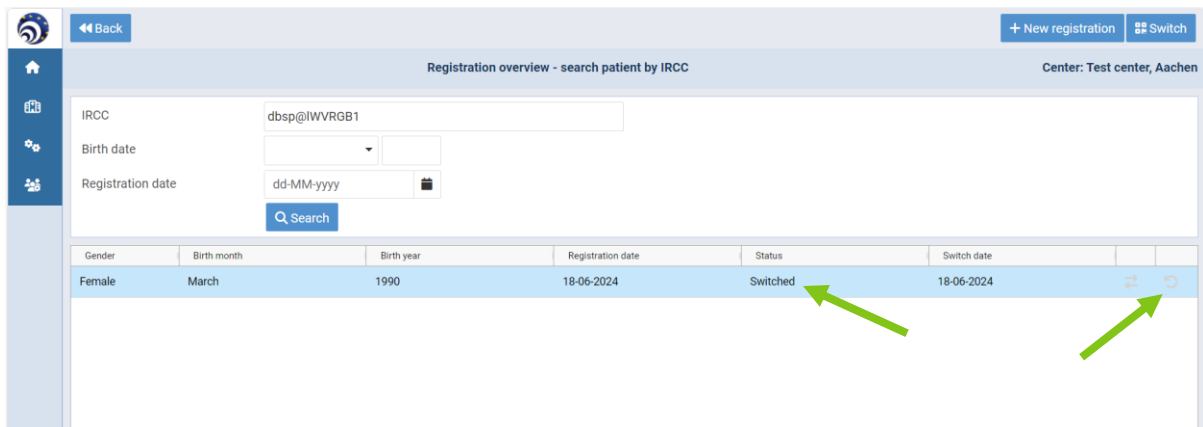 Back
+ New registration
Switch
Registration overview - search patient by IRCC
Center: Test center, Aachen
IRCC
dbsp@lWVRGB1
Birth date
Registration date
dd-MM-yyyy
Search
Gender Birth month Birth year Registration date Status Switch date
Female March 1990 18-06-2024 Switched 18-06-2024